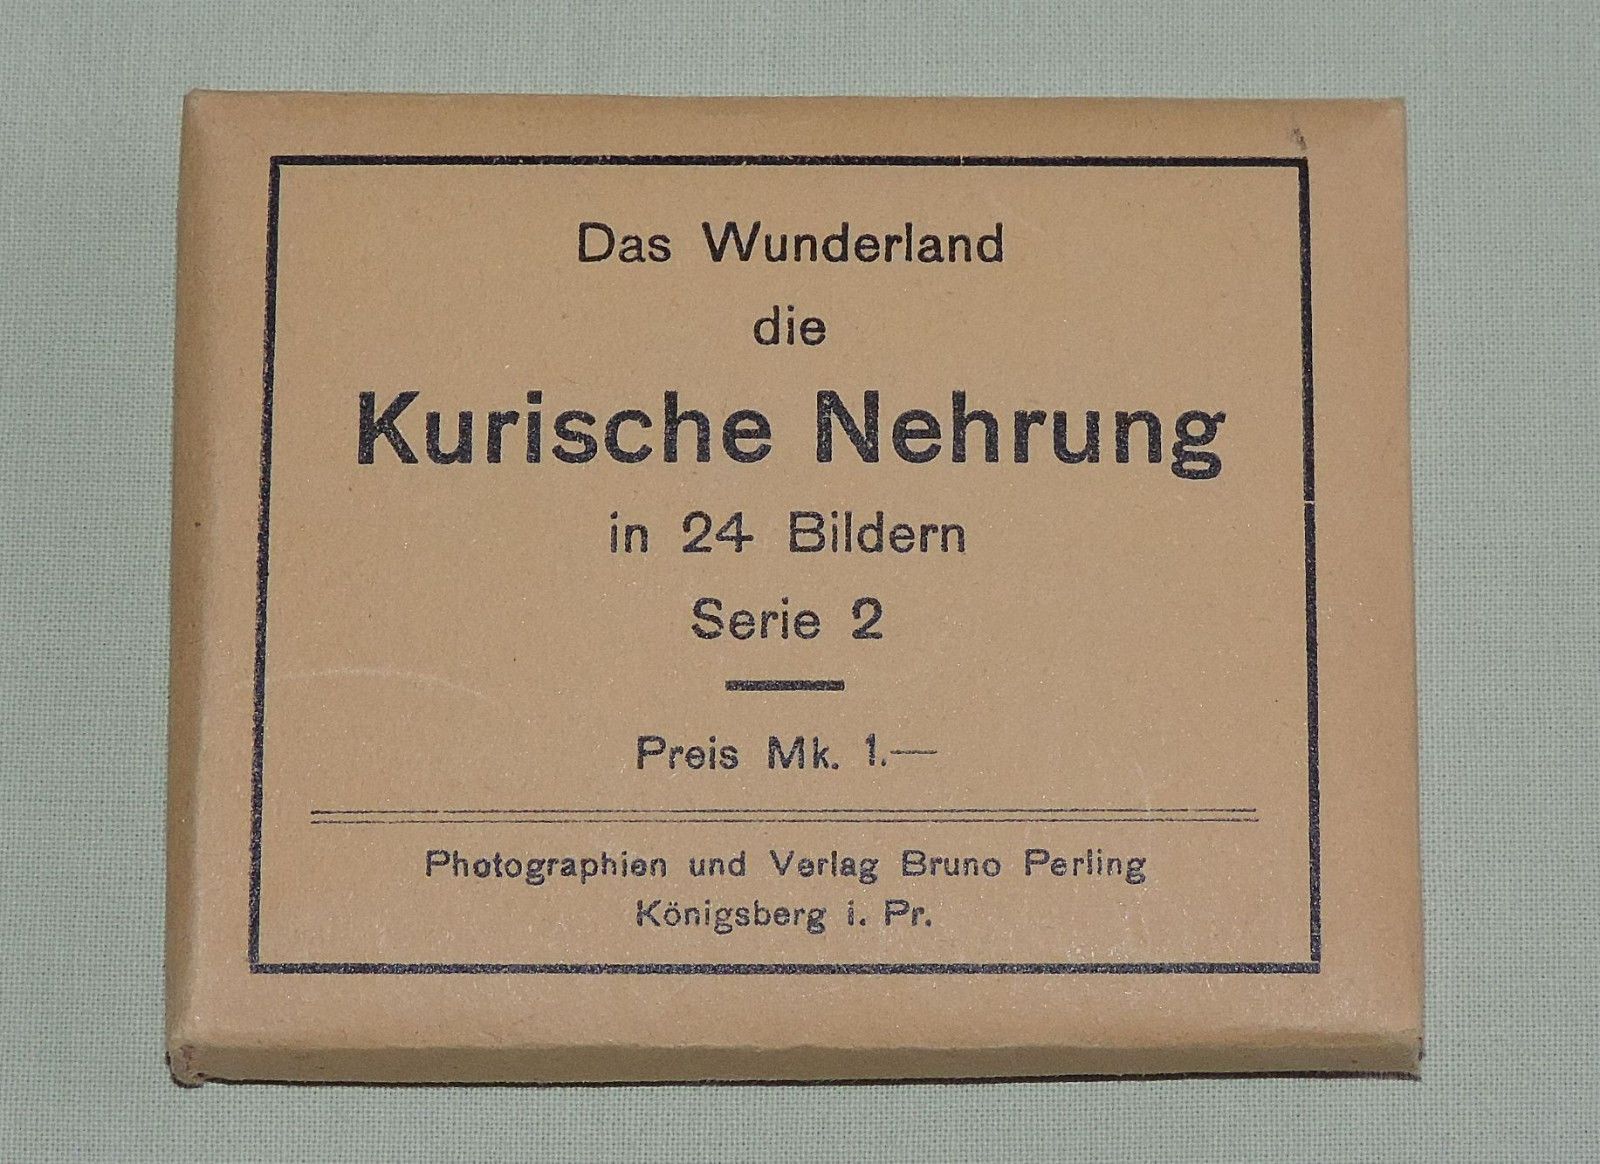 Das Wunderland
die
Kurische Nehrung
in 24 Bildern
Serie 2
Preis Mk. 1.—
Photographien und Verlag Bruno Perling
Königsberg i. Pr.